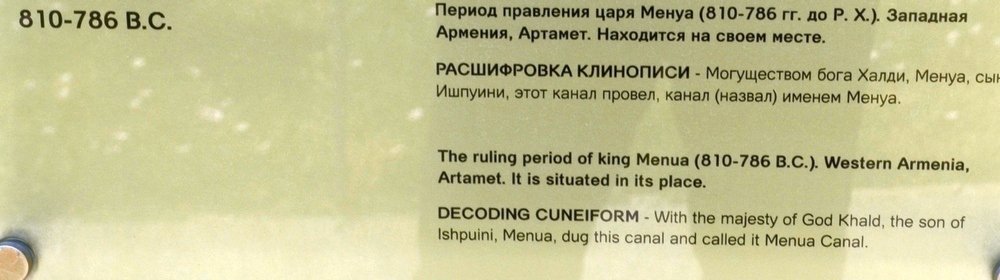 810-786 B.C.
Период правления царя Менуа (810-786 гг. до Р. Х.). Западная
Армения, Артамет. Находится на своем месте.
РАСШИФРОВКА КЛИНОПИСИ - Могуществом бога Халди, Менуа, сын
Ишпуини, этот канал провел, канал (назвал) именем Менуа.
The ruling period of king Menua (810-786 B.C.). Western Armenia,
Artamet. It is situated in its place.
DECODING CUNEIFORM - With the majesty of God Khald, the son of
Ishpuini, Menua, dug this canal and called it Menua Canal.